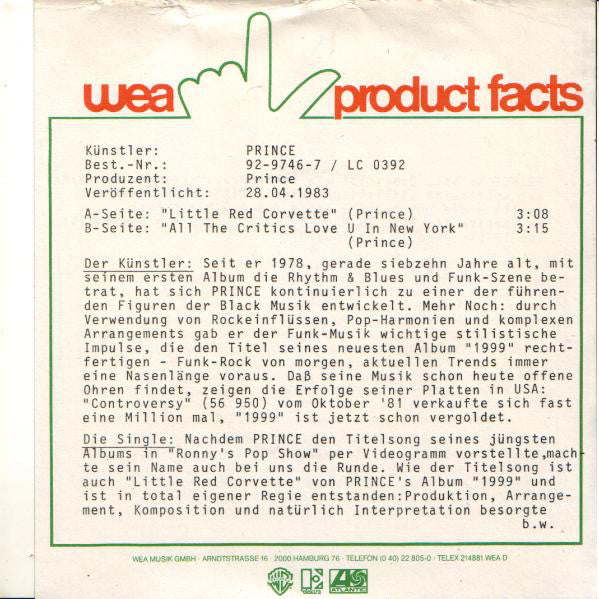 wea product facts
Künstler: PRINCE
Best.-Nr.: 92-9746-7 / LC 0392
Produzent: Prince
Veröffentlicht: 28.04.1983
A-Seite: "Little Red Corvette" (Prince) 3:08
B-Seite: "All The Critics Love U In New York" 3:15
(Prince)
Der Künstler: Seit er 1978, gerade siebzehn Jahre alt, mit
seinem ersten Album die Rhythm & Blues und Funk-Szene be-
trat, hat sich PRINCE kontinuierlich zu einer der führen-
den Figuren der Black Musik entwickelt. Mehr Noch: durch
Verwendung von Rockeinflüssen, Pop-Harmonien und komplexen
Arrangements gab er der Funk-Musik wichtige stilistische
Impulse, die den Titel seines neuesten Album "1999" recht-
fertigen - Funk-Rock von morgen, aktuellen Trends immer
eine Nasenlänge voraus. Daß seine Musik schon heute offene
Ohren findet, zeigen die Erfolge seiner Platten in USA:
"Controversy" (56 950) vom Oktober '81 verkaufte sich fast
eine Million mal, "1999" ist jetzt schon vergoldet.
Die Single: Nachdem PRINCE den Titelsong seines jüngsten
Albums in "Ronny's Pop Show" per Videogramm vorstellte,mach-
te sein Name auch bei uns die Runde. Wie der Titelsong ist
auch "Little Red Corvette" von PRINCE's Album "1999" und
ist in total eigener Regie entstanden:Produktion, Arrange-
ment, Komposition und natürlich Interpretation besorgte
b.w.
WEA MUSIK GMBH · ARNDTSTRASSE 16 · 2000 HAMBURG 76 · TELEFON (0 40) 22 805-0 · TELEX 214881 WEA D
elektra
ATLANTIC